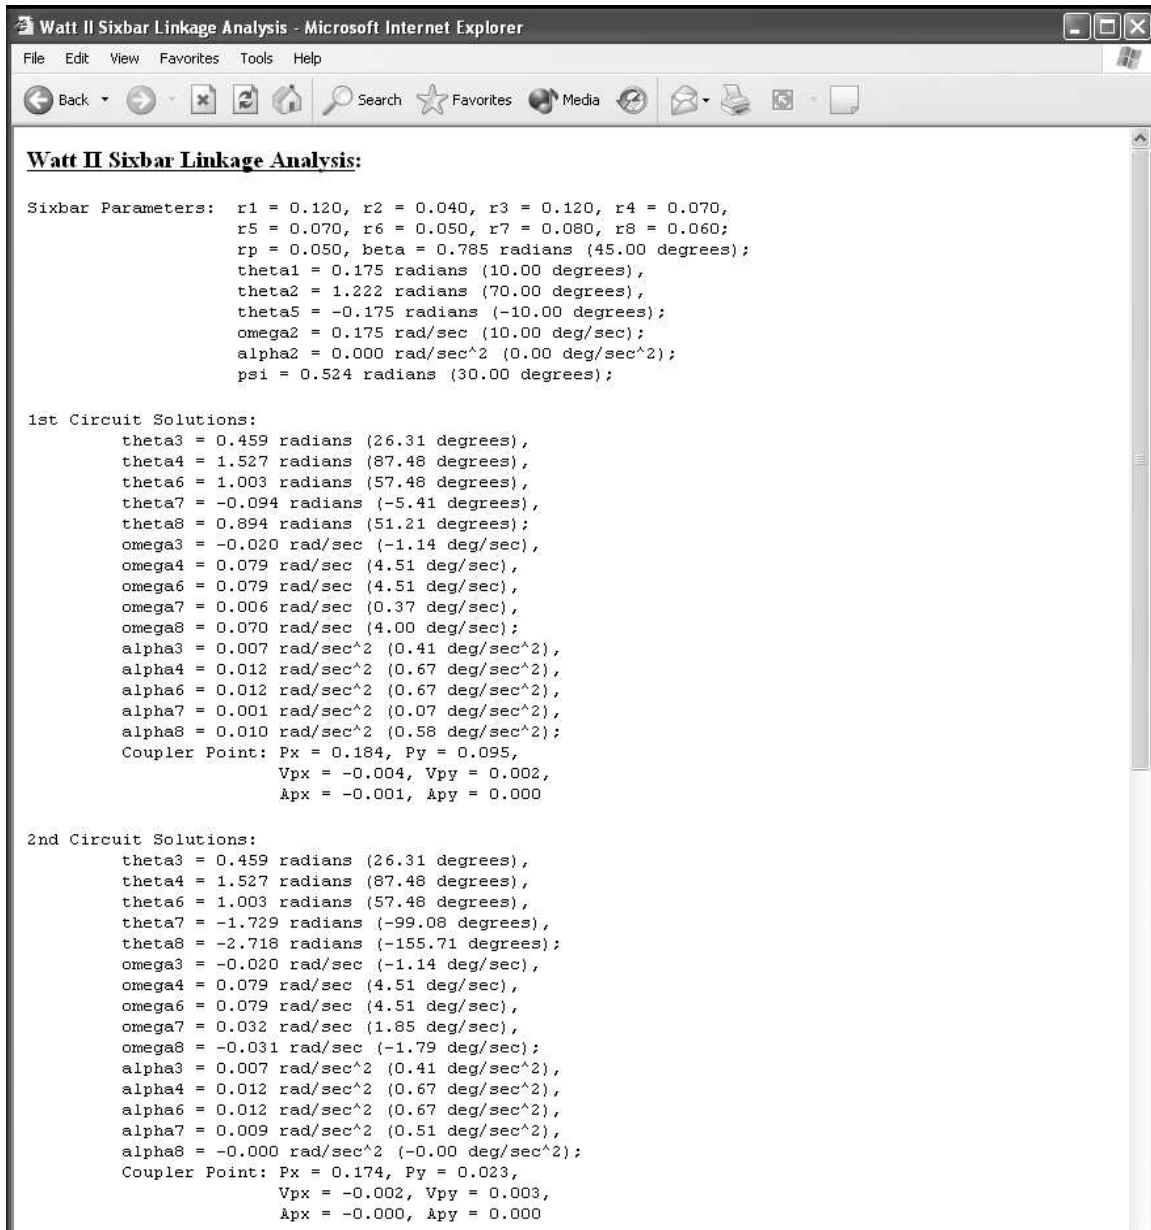 Watt II Sixbar Linkage Analysis - Microsoft Internet Explorer
File Edit View Favorites Tools Help
Back Search Favorites Media
Watt II Sixbar Linkage Analysis:
Sixbar Parameters: r1 = 0.120, r2 = 0.040, r3 = 0.120, r4 = 0.070,
r5 = 0.070, r6 = 0.050, r7 = 0.080, r8 = 0.060;
rp = 0.050, beta = 0.785 radians (45.00 degrees);
theta1 = 0.175 radians (10.00 degrees),
theta2 = 1.222 radians (70.00 degrees),
theta5 = -0.175 radians (-10.00 degrees);
omega2 = 0.175 rad/sec (10.00 deg/sec);
alpha2 = 0.000 rad/sec^2 (0.00 deg/sec^2);
psi = 0.524 radians (30.00 degrees);
1st Circuit Solutions:
theta3 = 0.459 radians (26.31 degrees),
theta4 = 1.527 radians (87.48 degrees),
theta6 = 1.003 radians (57.48 degrees),
theta7 = -0.094 radians (-5.41 degrees),
theta8 = 0.894 radians (51.21 degrees);
omega3 = -0.020 rad/sec (-1.14 deg/sec),
omega4 = 0.079 rad/sec (4.51 deg/sec),
omega6 = 0.079 rad/sec (4.51 deg/sec),
omega7 = 0.006 rad/sec (0.37 deg/sec),
omega8 = 0.070 rad/sec (4.00 deg/sec);
alpha3 = 0.007 rad/sec^2 (0.41 deg/sec^2),
alpha4 = 0.012 rad/sec^2 (0.67 deg/sec^2),
alpha6 = 0.012 rad/sec^2 (0.67 deg/sec^2),
alpha7 = 0.001 rad/sec^2 (0.07 deg/sec^2),
alpha8 = 0.010 rad/sec^2 (0.58 deg/sec^2);
Coupler Point: Px = 0.184, Py = 0.095,
Vpx = -0.004, Vpy = 0.002,
Apx = -0.001, Apy = 0.000
2nd Circuit Solutions:
theta3 = 0.459 radians (26.31 degrees),
theta4 = 1.527 radians (87.48 degrees),
theta6 = 1.003 radians (57.48 degrees),
theta7 = -1.729 radians (-99.08 degrees),
theta8 = -2.718 radians (-155.71 degrees);
omega3 = -0.020 rad/sec (-1.14 deg/sec),
omega4 = 0.079 rad/sec (4.51 deg/sec),
omega6 = 0.079 rad/sec (4.51 deg/sec),
omega7 = 0.032 rad/sec (1.85 deg/sec),
omega8 = -0.031 rad/sec (-1.79 deg/sec);
alpha3 = 0.007 rad/sec^2 (0.41 deg/sec^2),
alpha4 = 0.012 rad/sec^2 (0.67 deg/sec^2),
alpha6 = 0.012 rad/sec^2 (0.67 deg/sec^2),
alpha7 = 0.009 rad/sec^2 (0.51 deg/sec^2),
alpha8 = -0.000 rad/sec^2 (-0.00 deg/sec^2);
Coupler Point: Px = 0.174, Py = 0.023,
Vpx = -0.002, Vpy = 0.003,
Apx = -0.000, Apy = 0.000